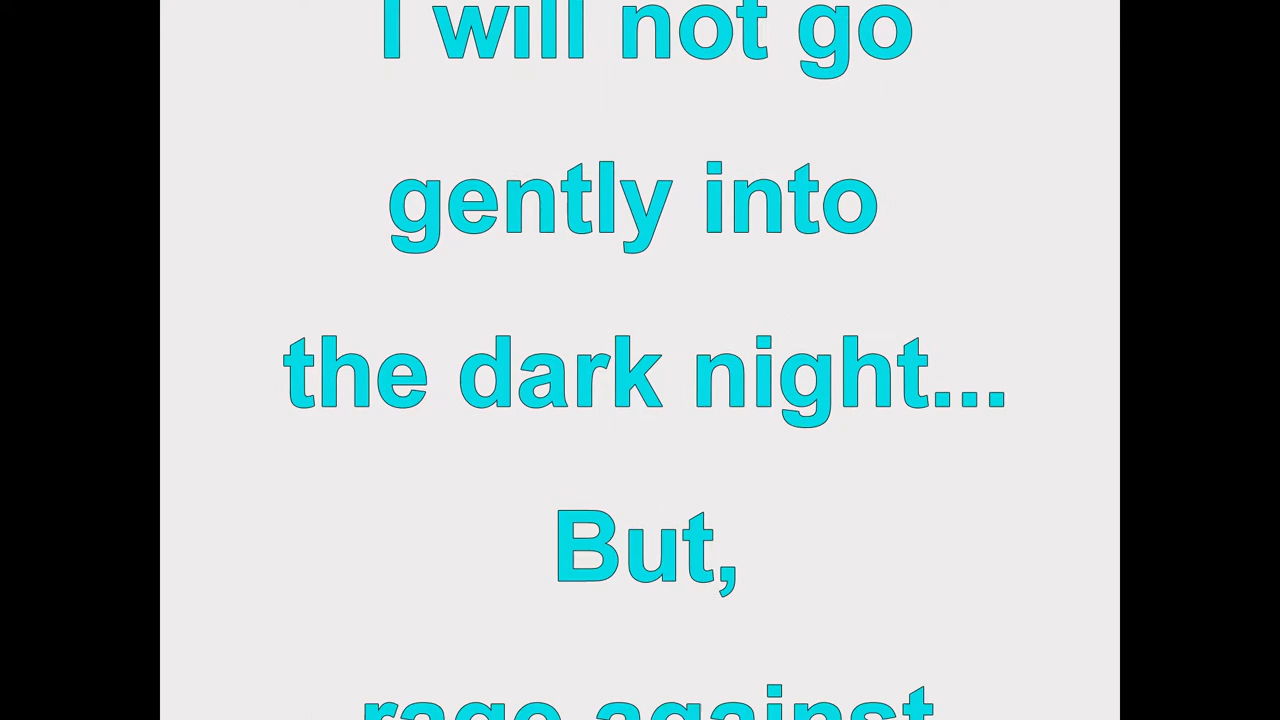 I will not go
gently into
the dark night...
But,
rage against